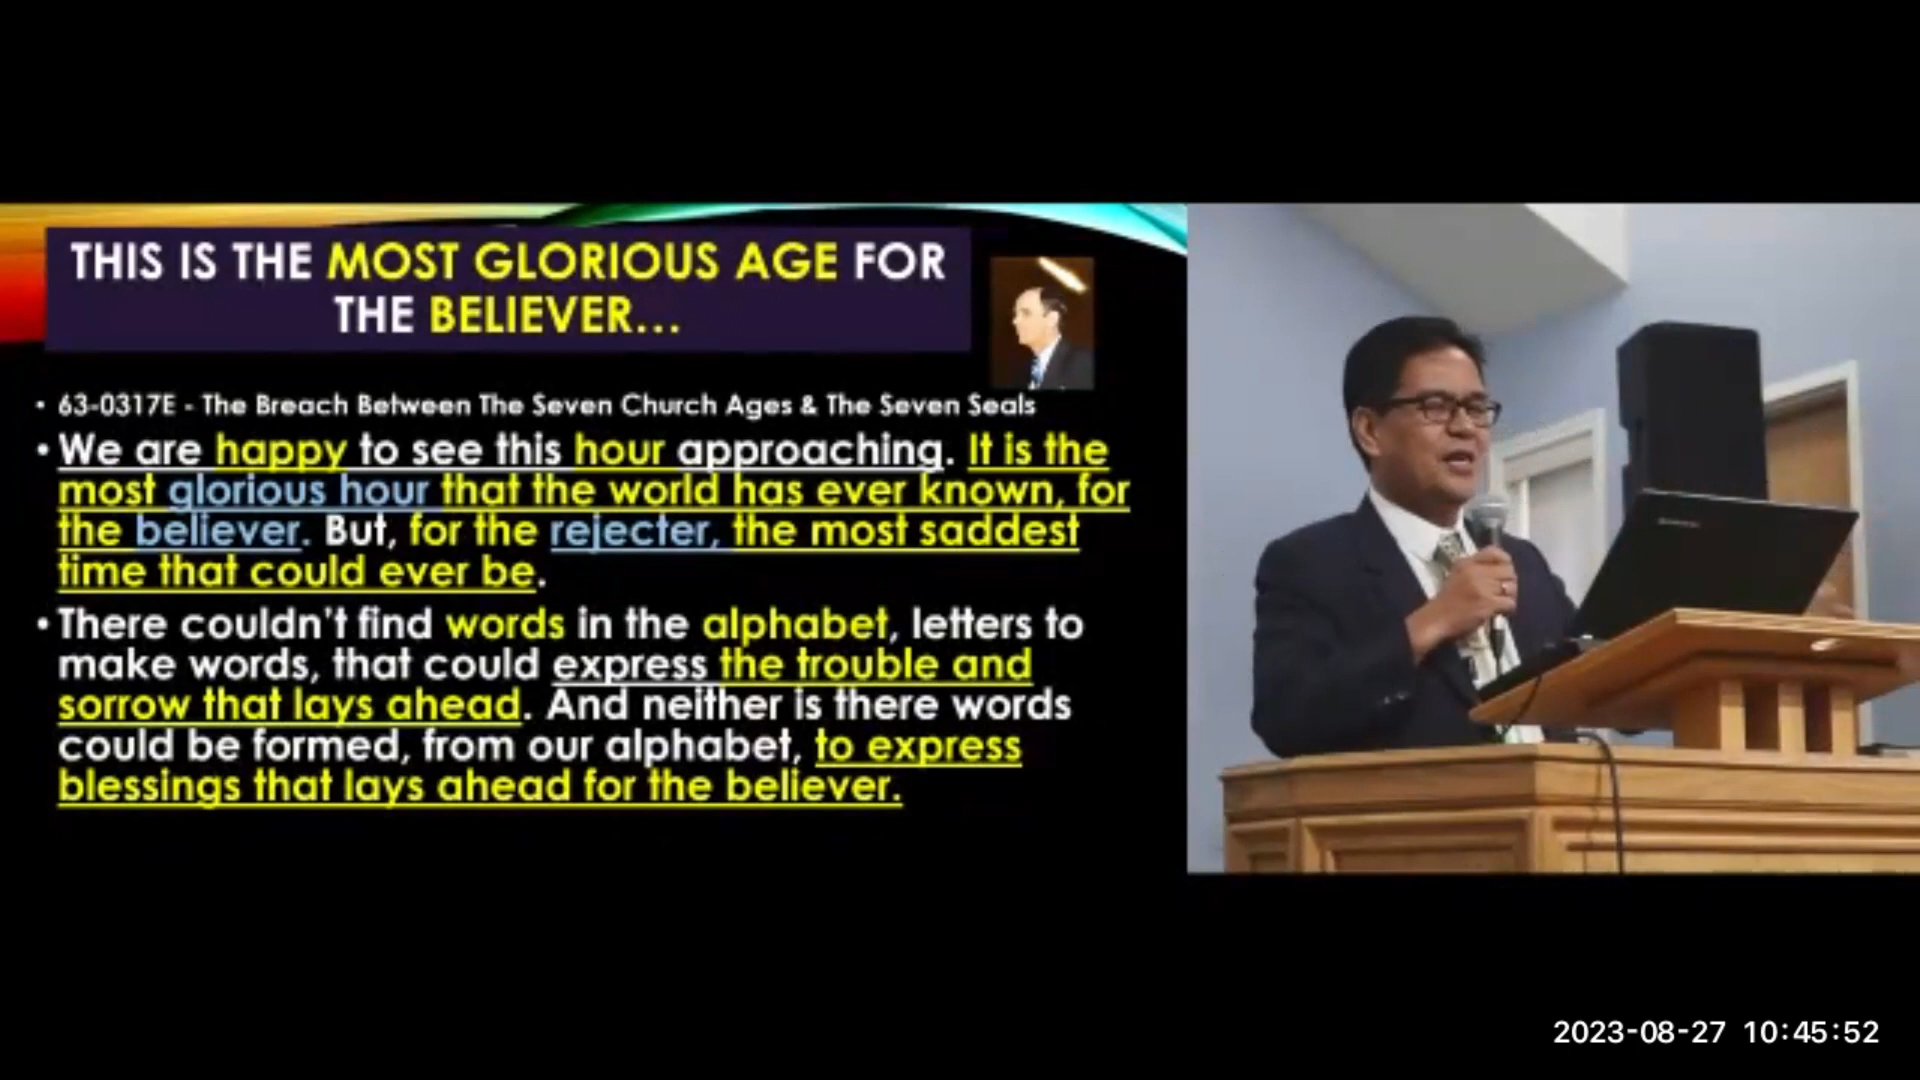 THIS IS THE MOST GLORIOUS AGE FOR
THE BELIEVER...
• 63-0317E - The Breach Between The Seven Church Ages & The Seven Seals
• We are happy to see this hour approaching. It is the
most glorious hour that the world has ever known, for
the believer. But, for the rejecter, the most saddest
time that could ever be.
• There couldn't find words in the alphabet, letters to
make words, that could express the trouble and
sorrow that lays ahead. And neither is there words
could be formed, from our alphabet, to express
blessings that lays ahead for the believer.
2023-08-27 10:45:52